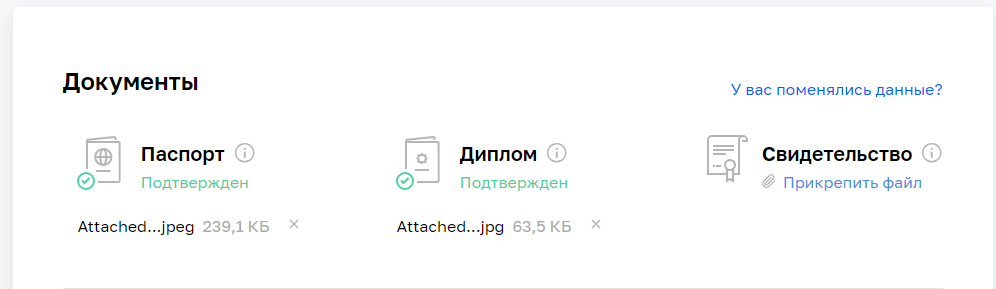 Документы
У вас поменялись данные?
Паспорт
Подтвержден
Attached...jpeg 239,1 КБ
Диплом
Подтвержден
Attached...jpg 63,5 КБ
Свидетельство
Прикрепить файл